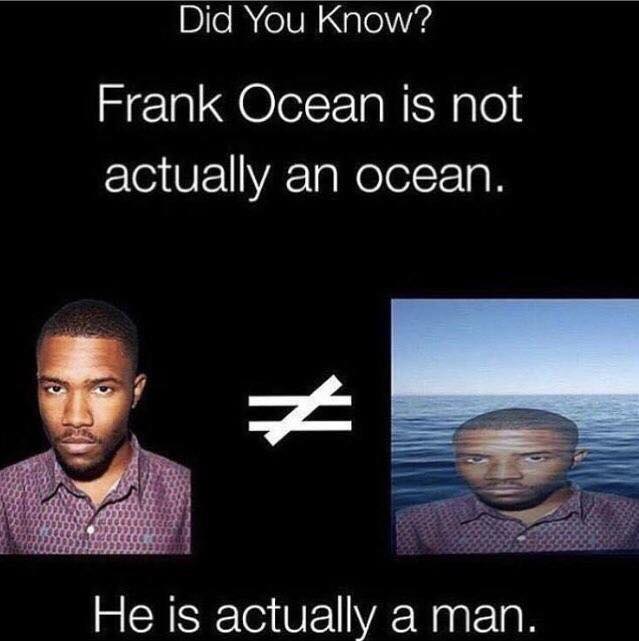 Did You Know?
Frank Ocean is not
actually an ocean.
≠
He is actually a man.